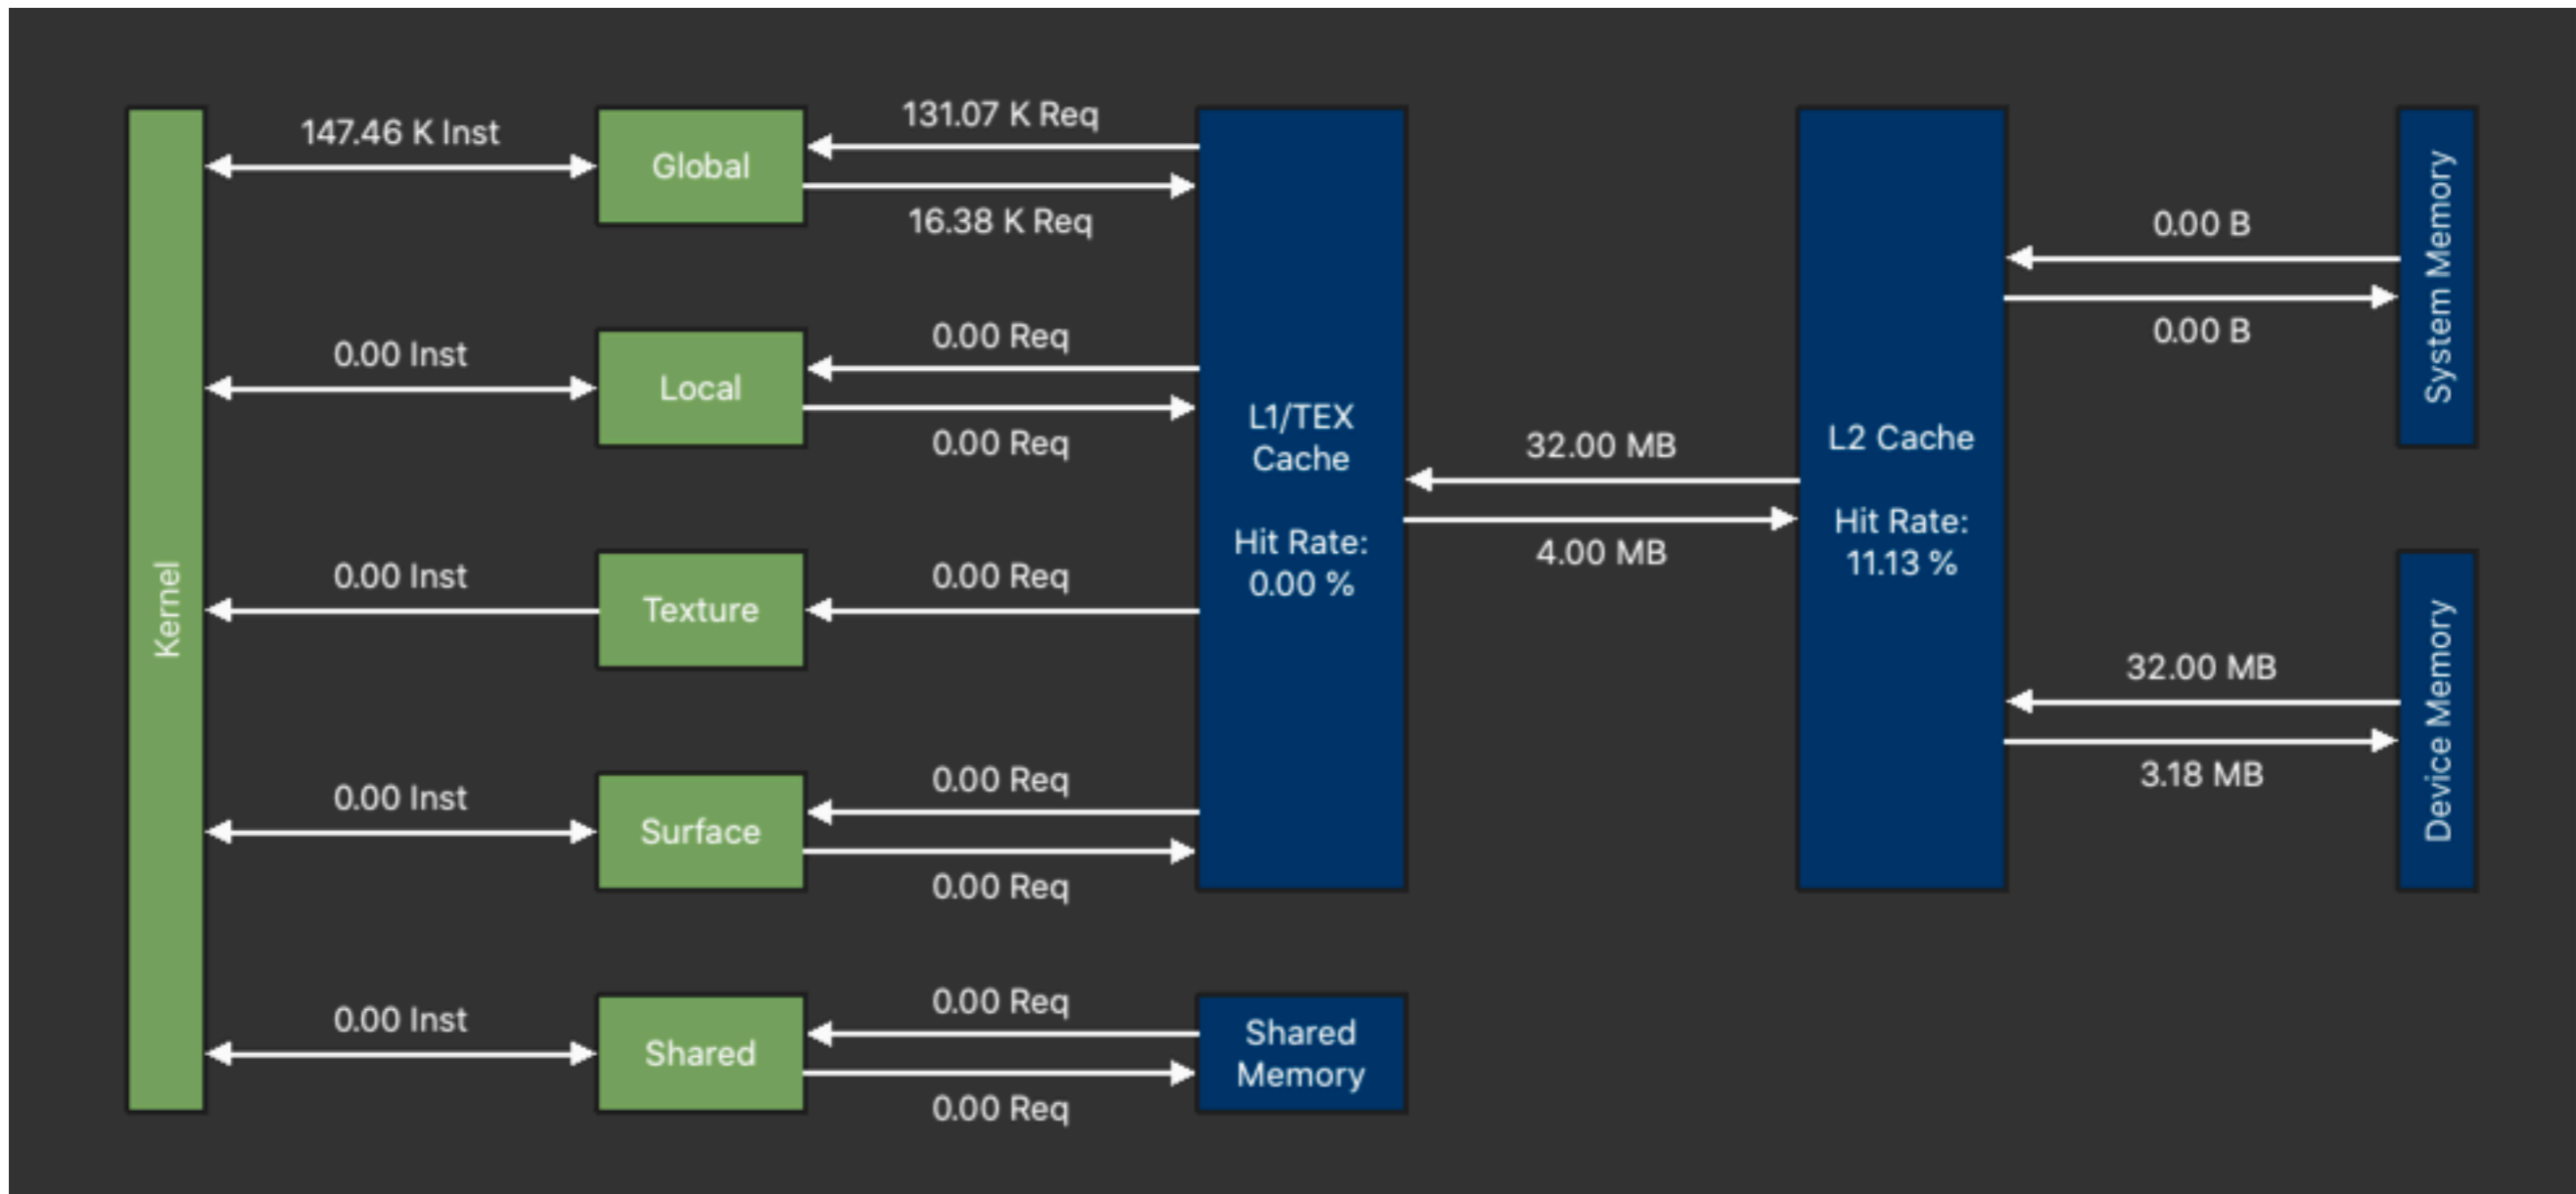 Kernel
147.46 K Inst
Global
131.07 K Req
16.38 K Req
0.00 Inst
Local
0.00 Req
0.00 Req
0.00 Inst
Texture
0.00 Req
0.00 Inst
Surface
0.00 Req
0.00 Req
0.00 Inst
Shared
0.00 Req
0.00 Req
L1/TEX
Cache
Hit Rate:
0.00 %
Shared
Memory
32.00 MB
4.00 MB
L2 Cache
Hit Rate:
11.13 %
0.00 B
0.00 B
System Memory
32.00 MB
3.18 MB
Device Memory